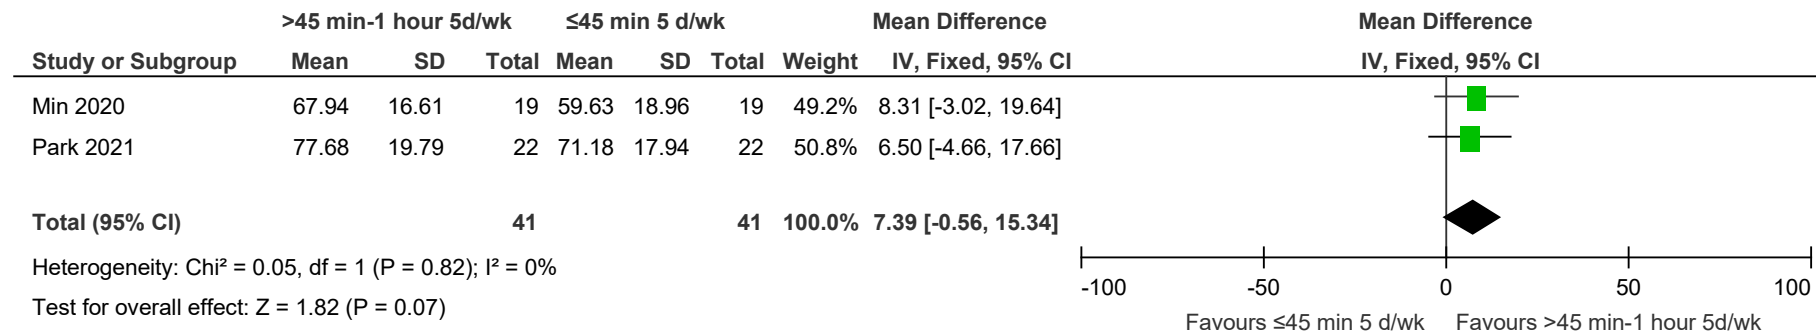 >45 min-1 hour 5d/wk ≤45 min 5 d/wk Mean Difference Mean Difference
Study or Subgroup Mean SD Total Mean SD Total Weight IV, Fixed, 95% CI IV, Fixed, 95% CI
Min 2020 67.94 16.61 19 59.63 18.96 19 49.2% 8.31 [-3.02, 19.64]
Park 2021 77.68 19.79 22 71.18 17.94 22 50.8% 6.50 [-4.66, 17.66]
Total (95% CI) 41 41 100.0% 7.39 [-0.56, 15.34]
Heterogeneity: Chi² = 0.05, df = 1 (P = 0.82); I² = 0%
Test for overall effect: Z = 1.82 (P = 0.07)
-100 -50 0 50 100
Favours ≤45 min 5 d/wk Favours >45 min-1 hour 5d/wk